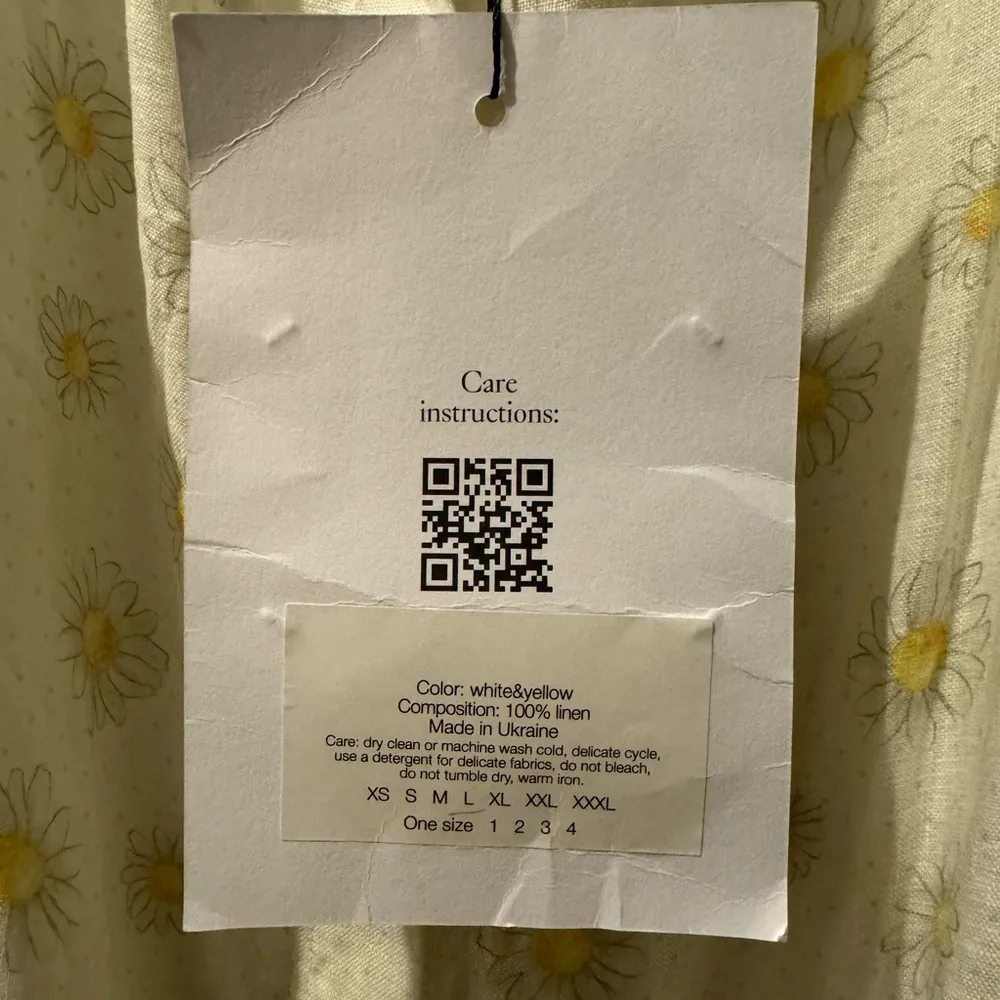 Care
instructions:
Color: white&yellow
Composition: 100% linen
Made in Ukraine
Care: dry clean or machine wash cold, delicate cycle,
use a detergent for delicate fabrics, do not bleach,
do not tumble dry, warm iron.
XS S M L XL XXL XXXL
One size 1 2 3 4